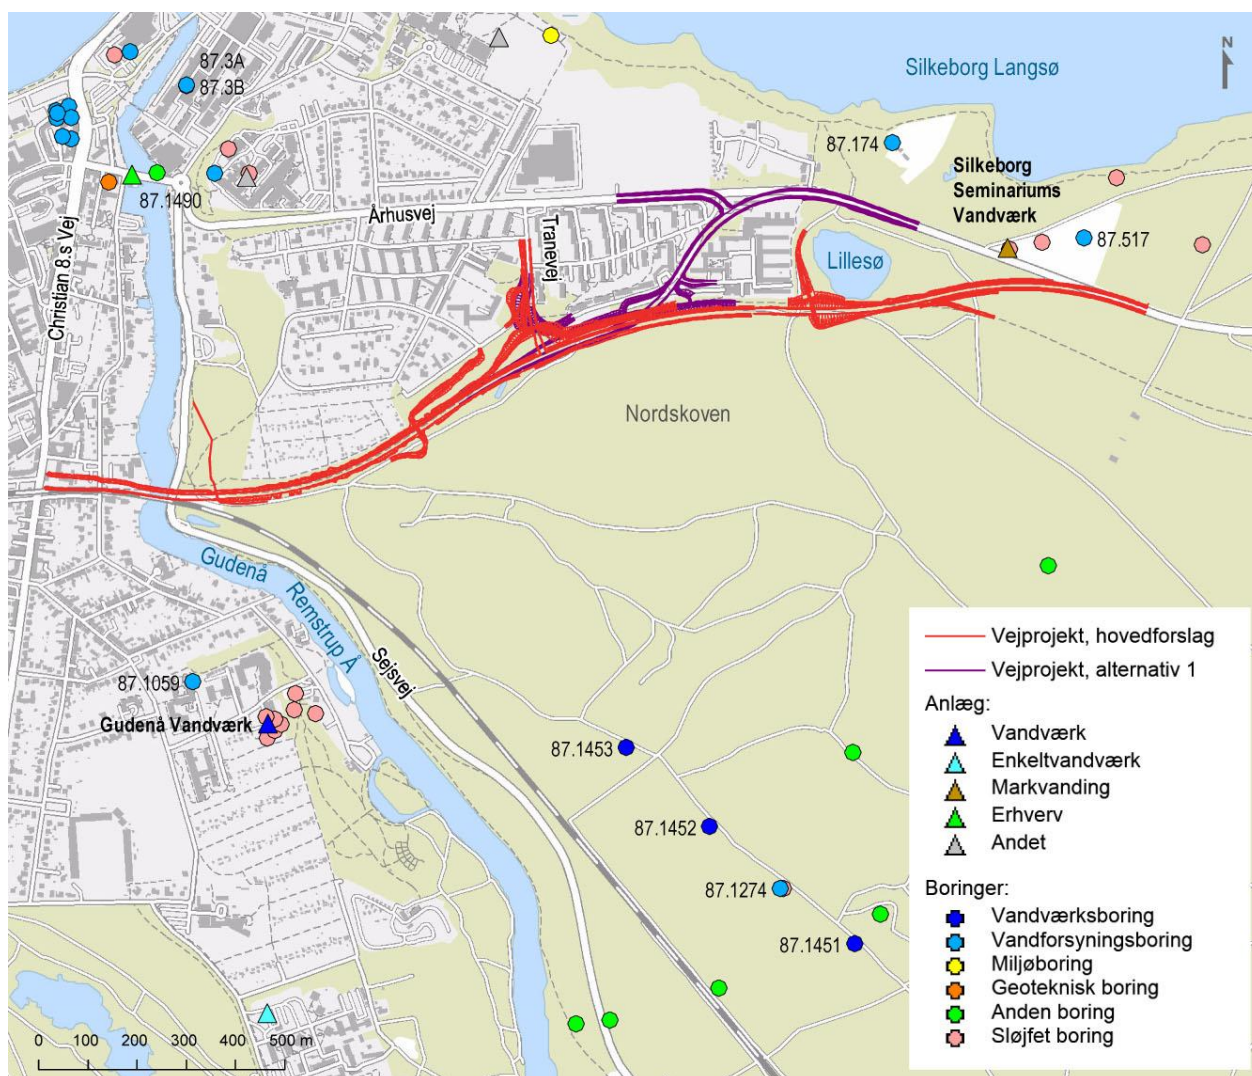 87.3A
87.3B
N
Silkeborg Langsø
87.174
Silkeborg
Seminariums
Vandværk
87.1490
Århusvej
Tranevej
Christian 8.s Vej
87.517
Lillesø
Nordskoven
Gudenå
Remstrup Å
Sejsvej
87.1059
Gudenå Vandværk
87.1453
87.1452
87.1274
87.1451
Vejprojekt, hovedforslag
Vejprojekt, alternativ 1
Anlæg:
Vandværk
Enkeltvandværk
Markvanding
Erhverv
Andet
Boringer:
Vandværksboring
Vandforsyningsboring
Miljøboring
Geoteknisk boring
Anden boring
Sløjfet boring
0 100 200 300 400 500 m